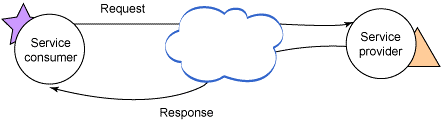 Request
Service
consumer
Service
provider
Response